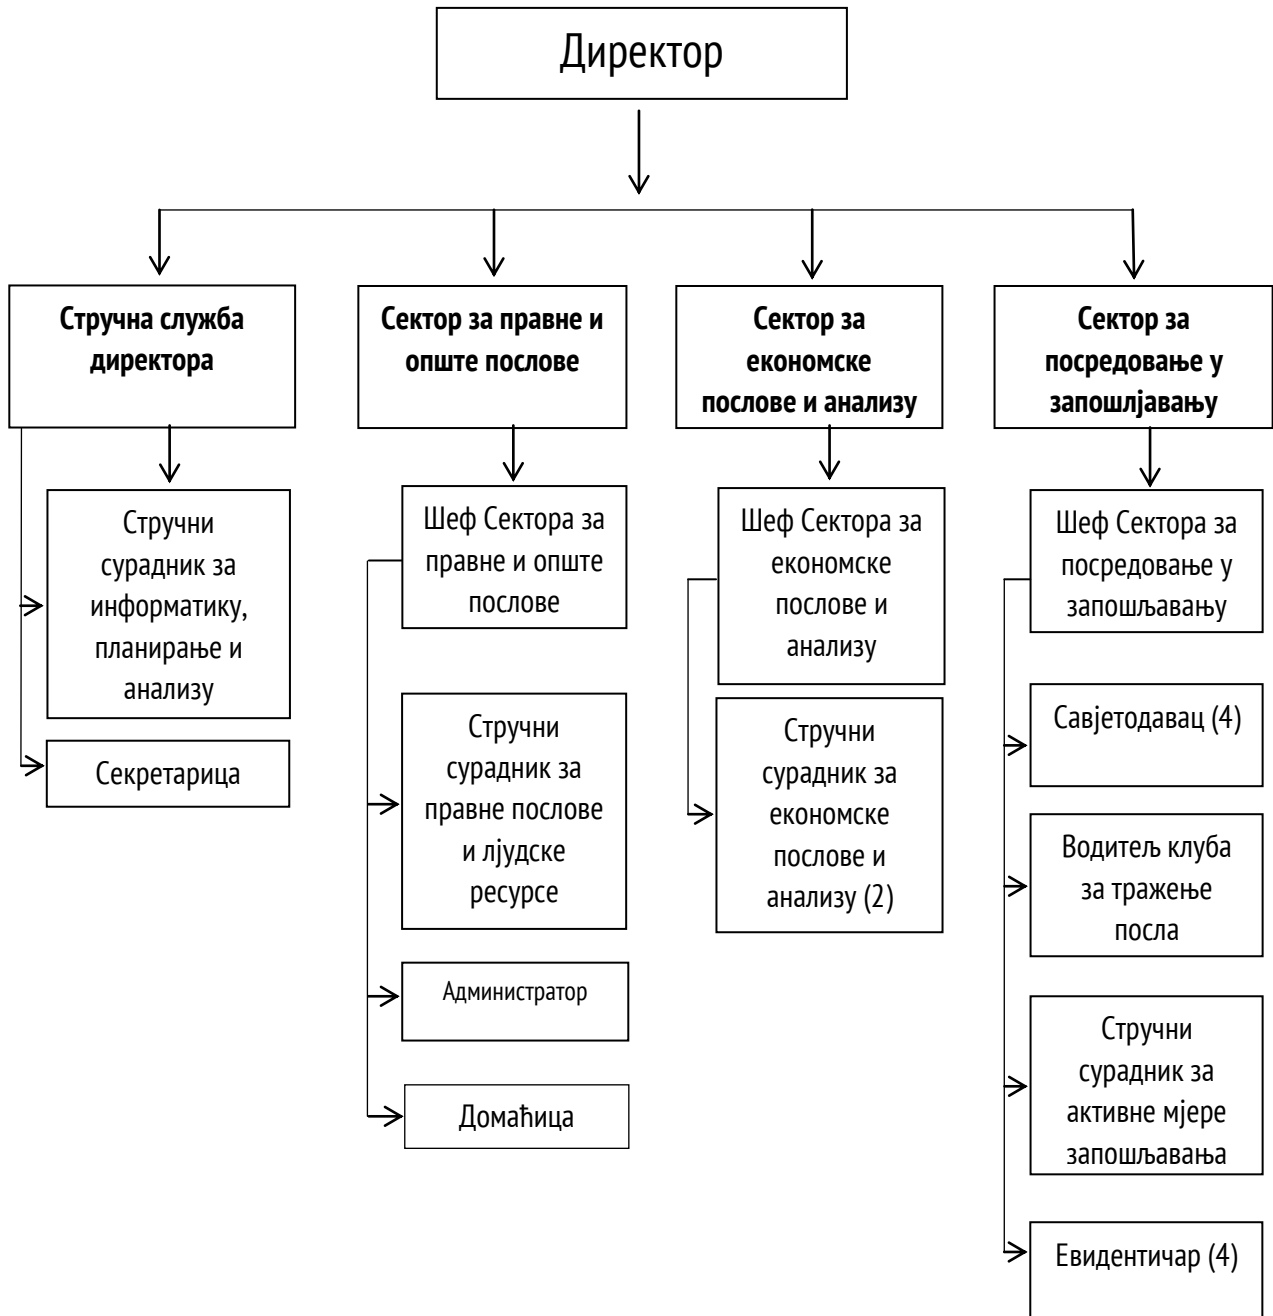 Директор
Стручна служба
директора
Сектор за правне и
опште послове
Сектор за
економске
послове и анализу
Сектор за
посредовање у
запошлјавању
Стручни
сурадник за
информатику,
планирање и
анализу
Секретарица
Шеф Сектора за
правне и опште
послове
Стручни
сурадник за
правне послове
и лјудске
ресурсе
Администратор
Домаћица
Шеф Сектора за
економске
послове и
анализу
Стручни
сурадник за
економске
послове и
анализу (2)
Шеф Сектора за
посредовање у
запошљавању
Савјетодавац (4)
Водитељ клуба
за тражење
посла
Стручни
сурадник за
активне мјере
запошљавања
Евидентичар (4)